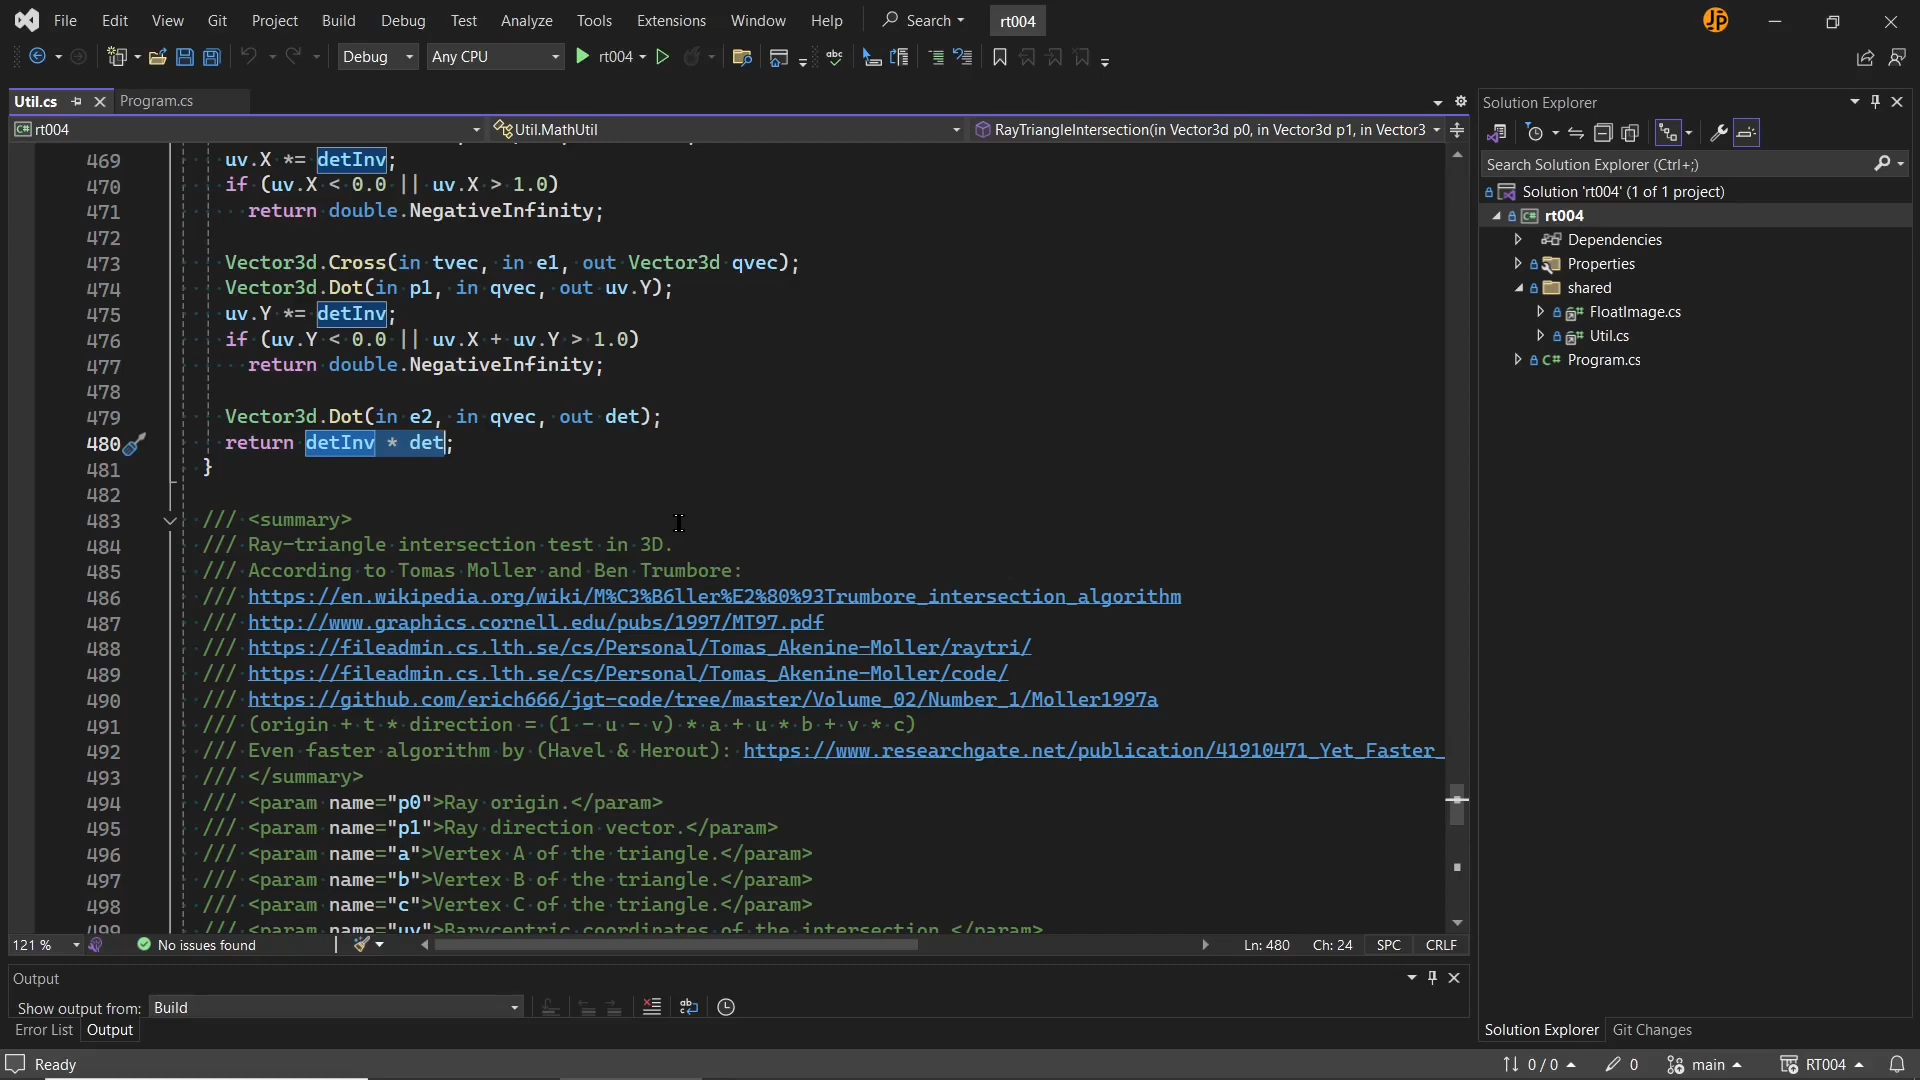 File Edit View Git Project Build Debug Test Analyze Tools Extensions Window Help Search rt004 JP
Debug Any CPU rt004
Util.cs Program.cs
rt004 Util.MathUtil RayTriangleIntersection(in Vector3d p0, in Vector3d p1, in Vector3
469 uv.X *= detInv;
470 if (uv.X < 0.0 || uv.X > 1.0)
471 return double.NegativeInfinity;
472
473 Vector3d.Cross(in tvec, in e1, out Vector3d qvec);
474 Vector3d.Dot(in p1, in qvec, out uv.Y);
475 uv.Y *= detInv;
476 if (uv.Y < 0.0 || uv.X + uv.Y > 1.0)
477 return double.NegativeInfinity;
478
479 Vector3d.Dot(in e2, in qvec, out det);
480 return detInv * det;
481 }
482
483 /// <summary>
484 /// Ray-triangle intersection test in 3D.
485 /// According to Tomas Moller and Ben Trumbore:
486 /// https://en.wikipedia.org/wiki/M%C3%B6ller%E2%80%93Trumbore_intersection_algorithm
487 /// http://www.graphics.cornell.edu/pubs/1997/MT97.pdf
488 /// https://fileadmin.cs.lth.se/cs/Personal/Tomas_Akenine-Moller/raytri/
489 /// https://fileadmin.cs.lth.se/cs/Personal/Tomas_Akenine-Moller/code/
490 /// https://github.com/erich666/jgt-code/tree/master/Volume_02/Number_1/Moller1997a
491 /// (origin + t * direction = (1 - u - v) * a + u * b + v * c)
492 /// Even faster algorithm by (Havel & Herout): https://www.researchgate.net/publication/41910471_Yet_Faster_
493 /// </summary>
494 /// <param name="p0">Ray origin.</param>
495 /// <param name="p1">Ray direction vector.</param>
496 /// <param name="a">Vertex A of the triangle.</param>
497 /// <param name="b">Vertex B of the triangle.</param>
498 /// <param name="c">Vertex C of the triangle.</param>
499 /// <param name="uv">Barycentric coordinates of the intersection.</param>
121 % No issues found Ln: 480 Ch: 24 SPC CRLF
Output
Show output from: Build
Error List Output
Solution Explorer
Search Solution Explorer (Ctrl+;)
Solution 'rt004' (1 of 1 project)
rt004
Dependencies
Properties
shared
FloatImage.cs
Util.cs
Program.cs
Solution Explorer Git Changes
Ready 0 / 0 0 main RT004